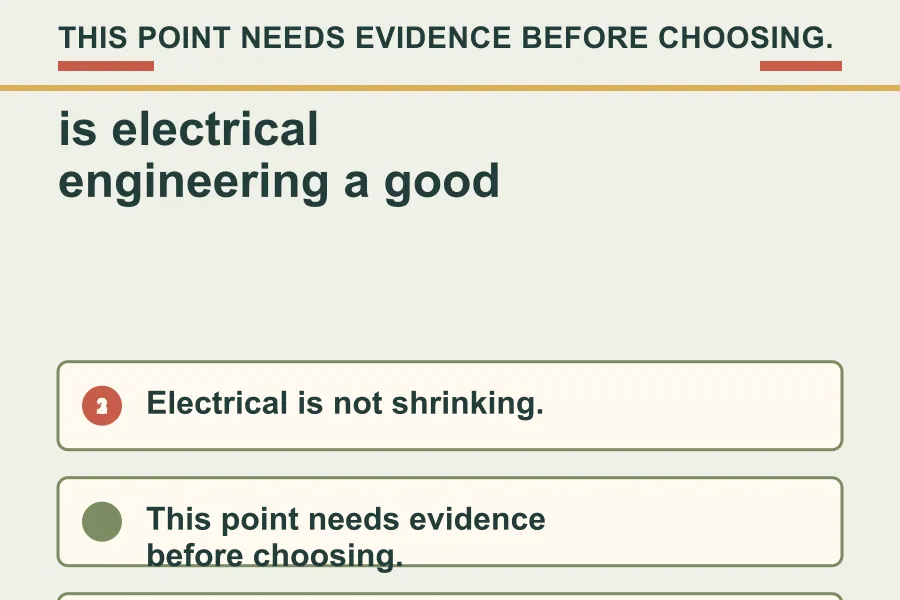 THIS POINT NEEDS EVIDENCE BEFORE CHOOSING.
is electrical
engineering a good
Electrical is not shrinking.
This point needs evidence
before choosing.